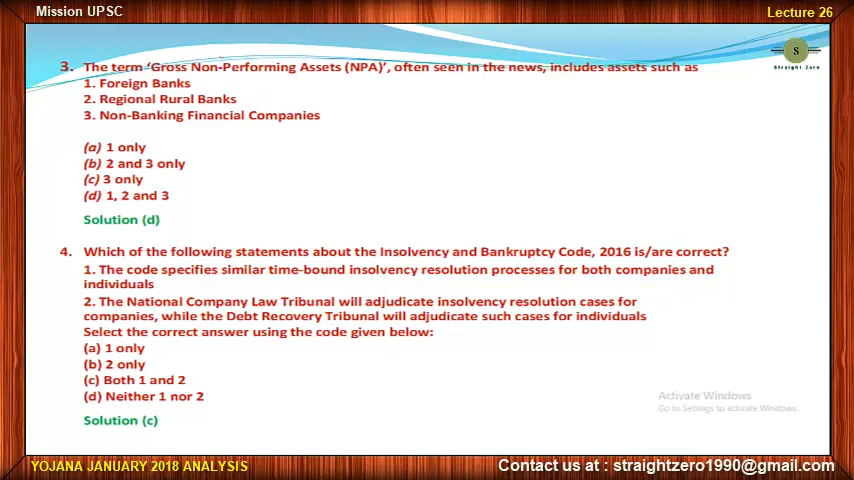 Mission UPSC
Lecture 26
S
Straight Zero
3. The term ‘Gross Non-Performing Assets (NPA)’, often seen in the news, includes assets such as
1. Foreign Banks
2. Regional Rural Banks
3. Non-Banking Financial Companies
(a) 1 only
(b) 2 and 3 only
(c) 3 only
(d) 1, 2 and 3
Solution (d)
4. Which of the following statements about the Insolvency and Bankruptcy Code, 2016 is/are correct?
1. The code specifies similar time-bound insolvency resolution processes for both companies and
individuals
2. The National Company Law Tribunal will adjudicate insolvency resolution cases for
companies, while the Debt Recovery Tribunal will adjudicate such cases for individuals
Select the correct answer using the code given below:
(a) 1 only
(b) 2 only
(c) Both 1 and 2
(d) Neither 1 nor 2
Solution (c)
Activate Windows
Go to Settings to activate Windows.
YOJANA JANUARY 2018 ANALYSIS
Contact us at : straightzero1990@gmail.com